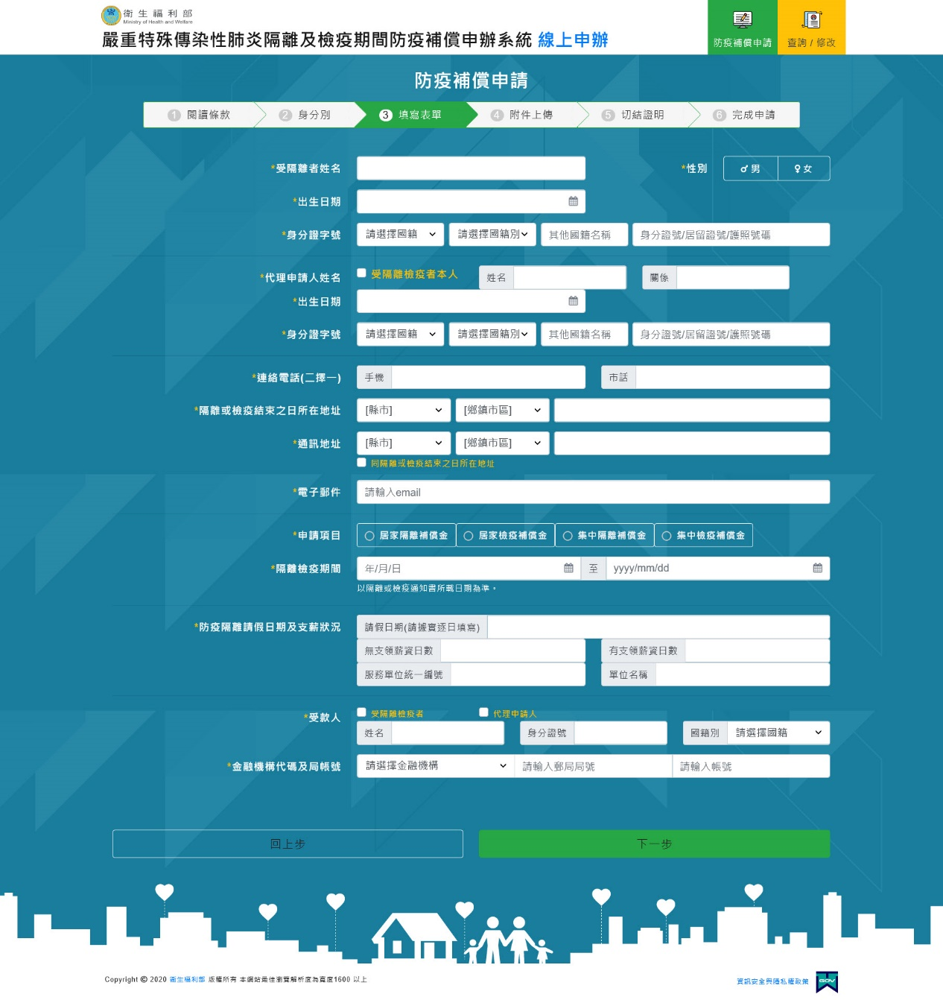 衛生福利部
Ministry of Health and Welfare
嚴重特殊傳染性肺炎隔離及檢疫期間防疫補償申辦系統 線上申辦
防疫補償申請
查詢 / 修改
防疫補償申請
1 閱讀條款 2 身分別 3 填寫表單 4 附件上傳 5 切結證明 6 完成申請
*受隔離者姓名 *性別 男 女
*出生日期
*身分證字號 請選擇國籍 請選擇國籍別 其他國籍名稱 身分證號/居留證號/護照號碼
*代理申請人姓名 受隔離檢疫者本人 姓名 關係
*出生日期
*身分證字號 請選擇國籍 請選擇國籍別 其他國籍名稱 身分證號/居留證號/護照號碼
*連絡電話(二擇一) 手機 市話
*隔離或檢疫結束之日所在地址 [縣市] [鄉鎮市區]
*通訊地址 [縣市] [鄉鎮市區]
同隔離或檢疫結束之日所在地址
*電子郵件 請輸入email
*申請項目 居家隔離補償金 居家檢疫補償金 集中隔離補償金 集中檢疫補償金
*隔離檢疫期間 年/月/日 至 yyyy/mm/dd
以隔離或檢疫通知書所載日期為準。
*防疫隔離請假日期及支薪狀況 請假日期(請據實逐日填寫)
無支領薪資日數 有支領薪資日數
服務單位統一編號 單位名稱
*受款人 受隔離檢疫者 代理申請人
姓名 身分證號 國籍別 請選擇國籍
*金融機構代碼及局帳號 請選擇金融機構 請輸入郵局局號 請輸入帳號
回上步 下一步
Copyright © 2020 衛生福利部 版權所有 本網站最佳瀏覽解析度為寬度1600 以上
資訊安全與隱私權政策
GOV